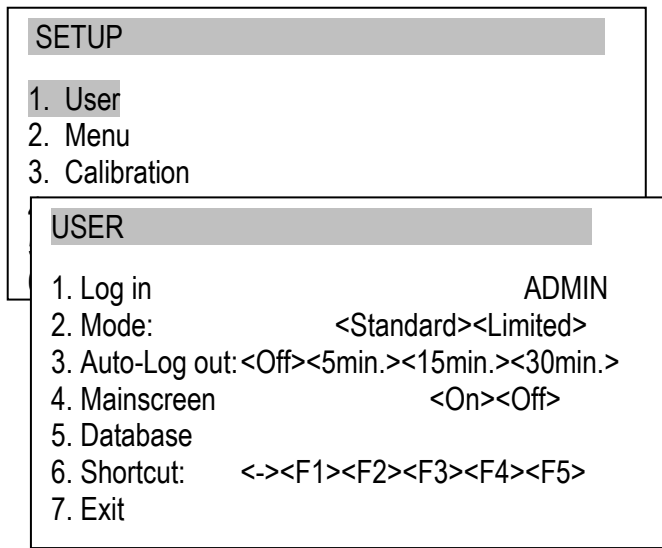 SETUP
1. User
2. Menu
3. Calibration
USER
1. Log in ADMIN
2. Mode: <Standard><Limited>
3. Auto-Log out:<Off><5min.><15min.><30min.>
4. Mainscreen <On><Off>
5. Database
6. Shortcut: <-><F1><F2><F3><F4><F5>
7. Exit